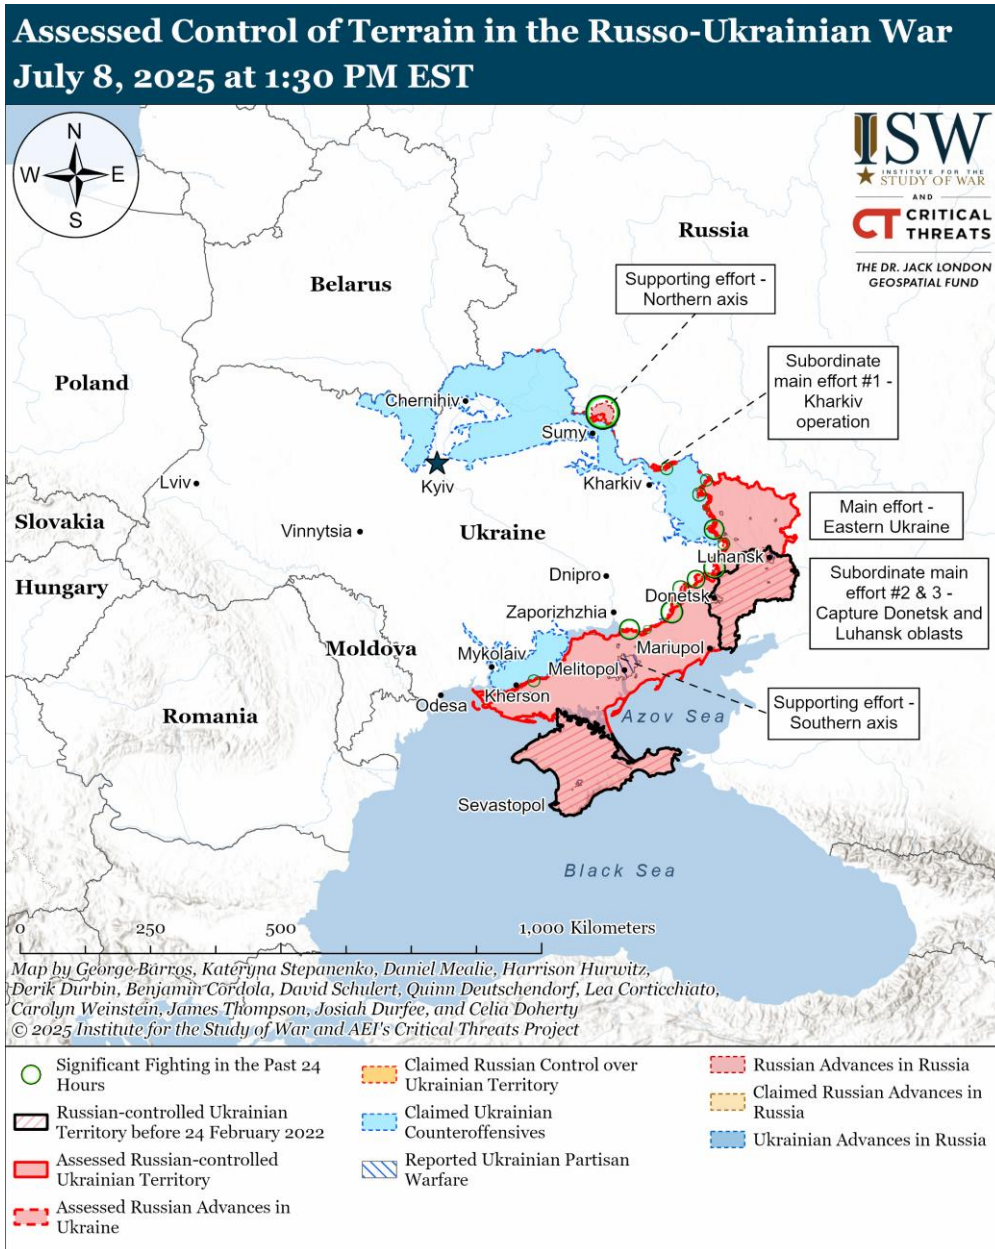 Assessed Control of Terrain in the Russo-Ukrainian War
July 8, 2025 at 1:30 PM EST
N
W
E
S
ISW
INSTITUTE FOR THE
STUDY OF WAR
AND
CT CRITICAL
THREATS
THE DR. JACK LONDON
GEOSPATIAL FUND
Russia
Supporting effort -
Northern axis
Belarus
Subordinate
main effort #1 -
Kharkiv
operation
Poland
Chernihiv
Sumy
Kyiv
Kharkiv
Lviv
Slovakia
Vinnytsia
Ukraine
Main effort -
Eastern Ukraine
Luhansk
Hungary
Dnipro
Donetsk
Subordinate main
effort #2 & 3 -
Capture Donetsk and
Luhansk oblasts
Zaporizhzhia
Moldova
Mykolaiv
Mariupol
Melitopol
Kherson
Odesa
Romania
Azov Sea
Supporting effort -
Southern axis
Sevastopol
Black Sea
0
250
500
1,000 Kilometers
Map by George Barros, Kateryna Stepanenko, Daniel Mealie, Harrison Hurwitz,
Derik Durbin, Benjamin Cordola, David Schulert, Quinn Deutschendorf, Lea Corticchiato,
Carolyn Weinstein, James Thompson, Josiah Durfee, and Celia Doherty
© 2025 Institute for the Study of War and AEI's Critical Threats Project
Significant Fighting in the Past 24
Hours
Russian-controlled Ukrainian
Territory before 24 February 2022
Assessed Russian-controlled
Ukrainian Territory
Assessed Russian Advances in
Ukraine
Claimed Russian Control over
Ukrainian Territory
Claimed Ukrainian
Counteroffensives
Reported Ukrainian Partisan
Warfare
Russian Advances in Russia
Claimed Russian Advances in
Russia
Ukrainian Advances in Russia